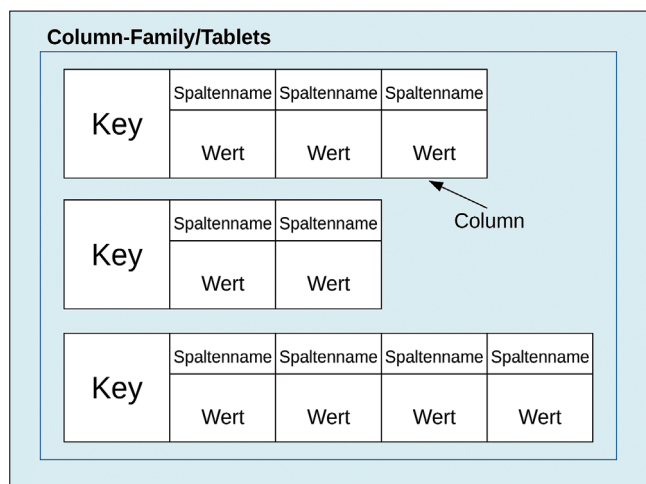 Column-Family/Tablets
Spaltenname Spaltenname Spaltenname
Key
Wert Wert Wert
Column
Spaltenname Spaltenname
Key
Wert Wert
Spaltenname Spaltenname Spaltenname Spaltenname
Key
Wert Wert Wert Wert